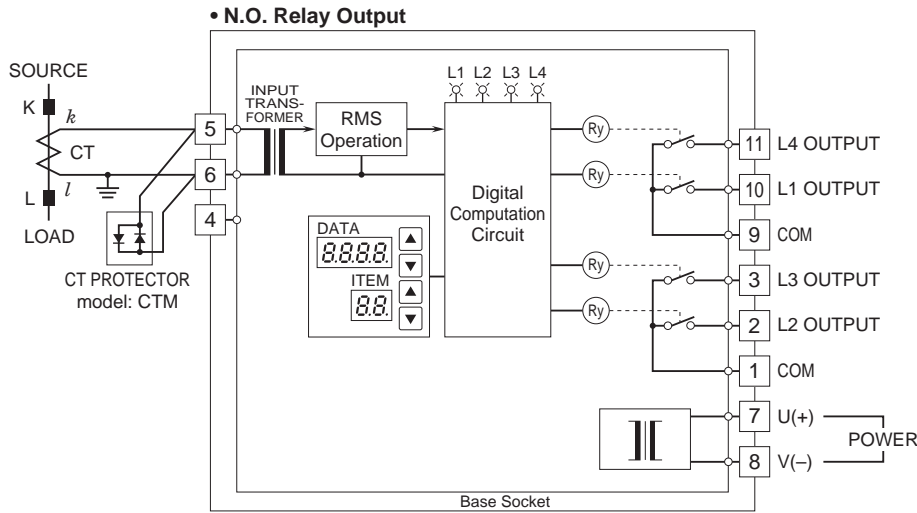 • N.O. Relay Output
SOURCE
K
k
CT
L
l
LOAD
CT PROTECTOR
model: CTM
5
6
4
INPUT
TRANS-
FORMER
RMS
Operation
L1 L2 L3 L4
Digital
Computation
Circuit
DATA
8.8.8.8.
ITEM
8.8.
Ry
Ry
Ry
Ry
11 L4 OUTPUT
10 L1 OUTPUT
9 COM
3 L3 OUTPUT
2 L2 OUTPUT
1 COM
7 U(+)
8 V(–)
POWER
Base Socket